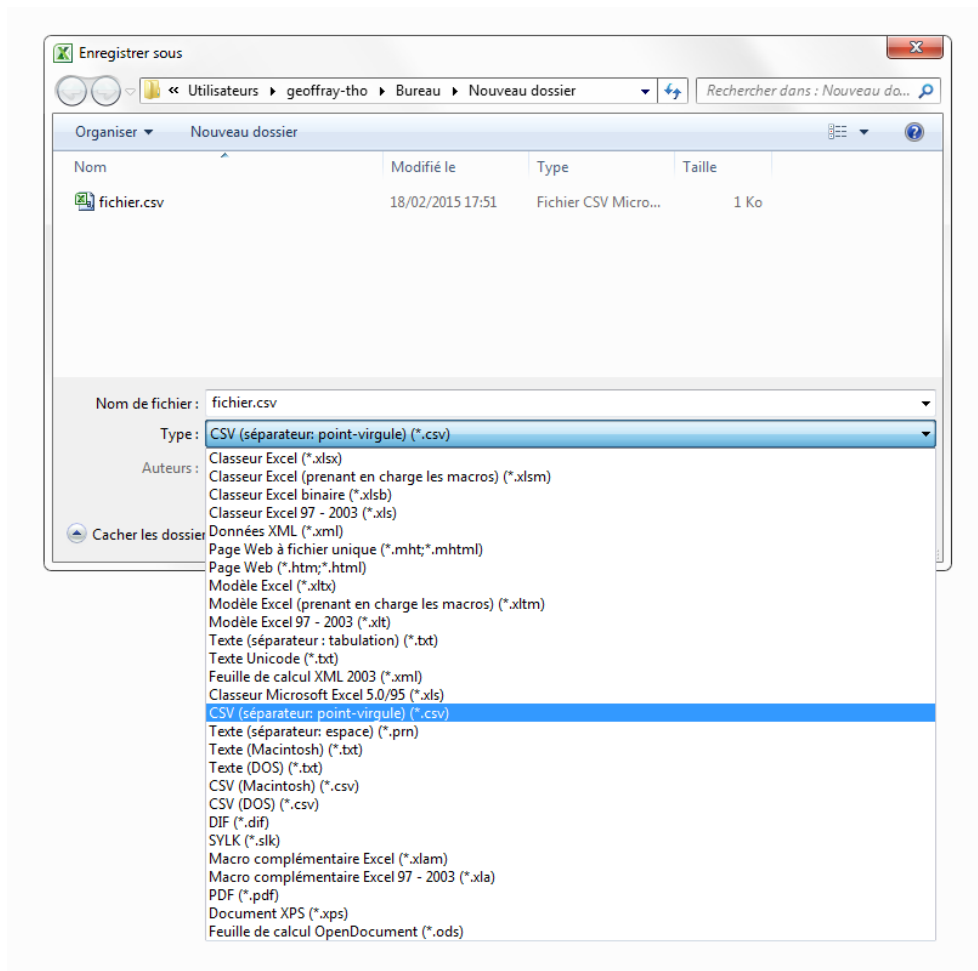 Enregistrer sous
« Utilisateurs geoffray-tho Bureau Nouveau dossier Rechercher dans : Nouveau do...
Organiser Nouveau dossier
Nom Modifié le Type Taille
fichier.csv 18/02/2015 17:51 Fichier CSV Micro... 1 Ko
Nom de fichier : fichier.csv
Type : CSV (séparateur: point-virgule) (*.csv)
Auteurs :
Classeur Excel (*.xlsx)
Classeur Excel (prenant en charge les macros) (*.xlsm)
Classeur Excel binaire (*.xlsb)
Classeur Excel 97 - 2003 (*.xls)
Cacher les dossier
Données XML (*.xml)
Page Web à fichier unique (*.mht;*.mhtml)
Page Web (*.htm;*.html)
Modèle Excel (*.xltx)
Modèle Excel (prenant en charge les macros) (*.xltm)
Modèle Excel 97 - 2003 (*.xlt)
Texte (séparateur : tabulation) (*.txt)
Texte Unicode (*.txt)
Feuille de calcul XML 2003 (*.xml)
Classeur Microsoft Excel 5.0/95 (*.xls)
CSV (séparateur: point-virgule) (*.csv)
Texte (séparateur: espace) (*.prn)
Texte (Macintosh) (*.txt)
Texte (DOS) (*.txt)
CSV (Macintosh) (*.csv)
CSV (DOS) (*.csv)
DIF (*.dif)
SYLK (*.slk)
Macro complémentaire Excel (*.xlam)
Macro complémentaire Excel 97 - 2003 (*.xla)
PDF (*.pdf)
Document XPS (*.xps)
Feuille de calcul OpenDocument (*.ods)